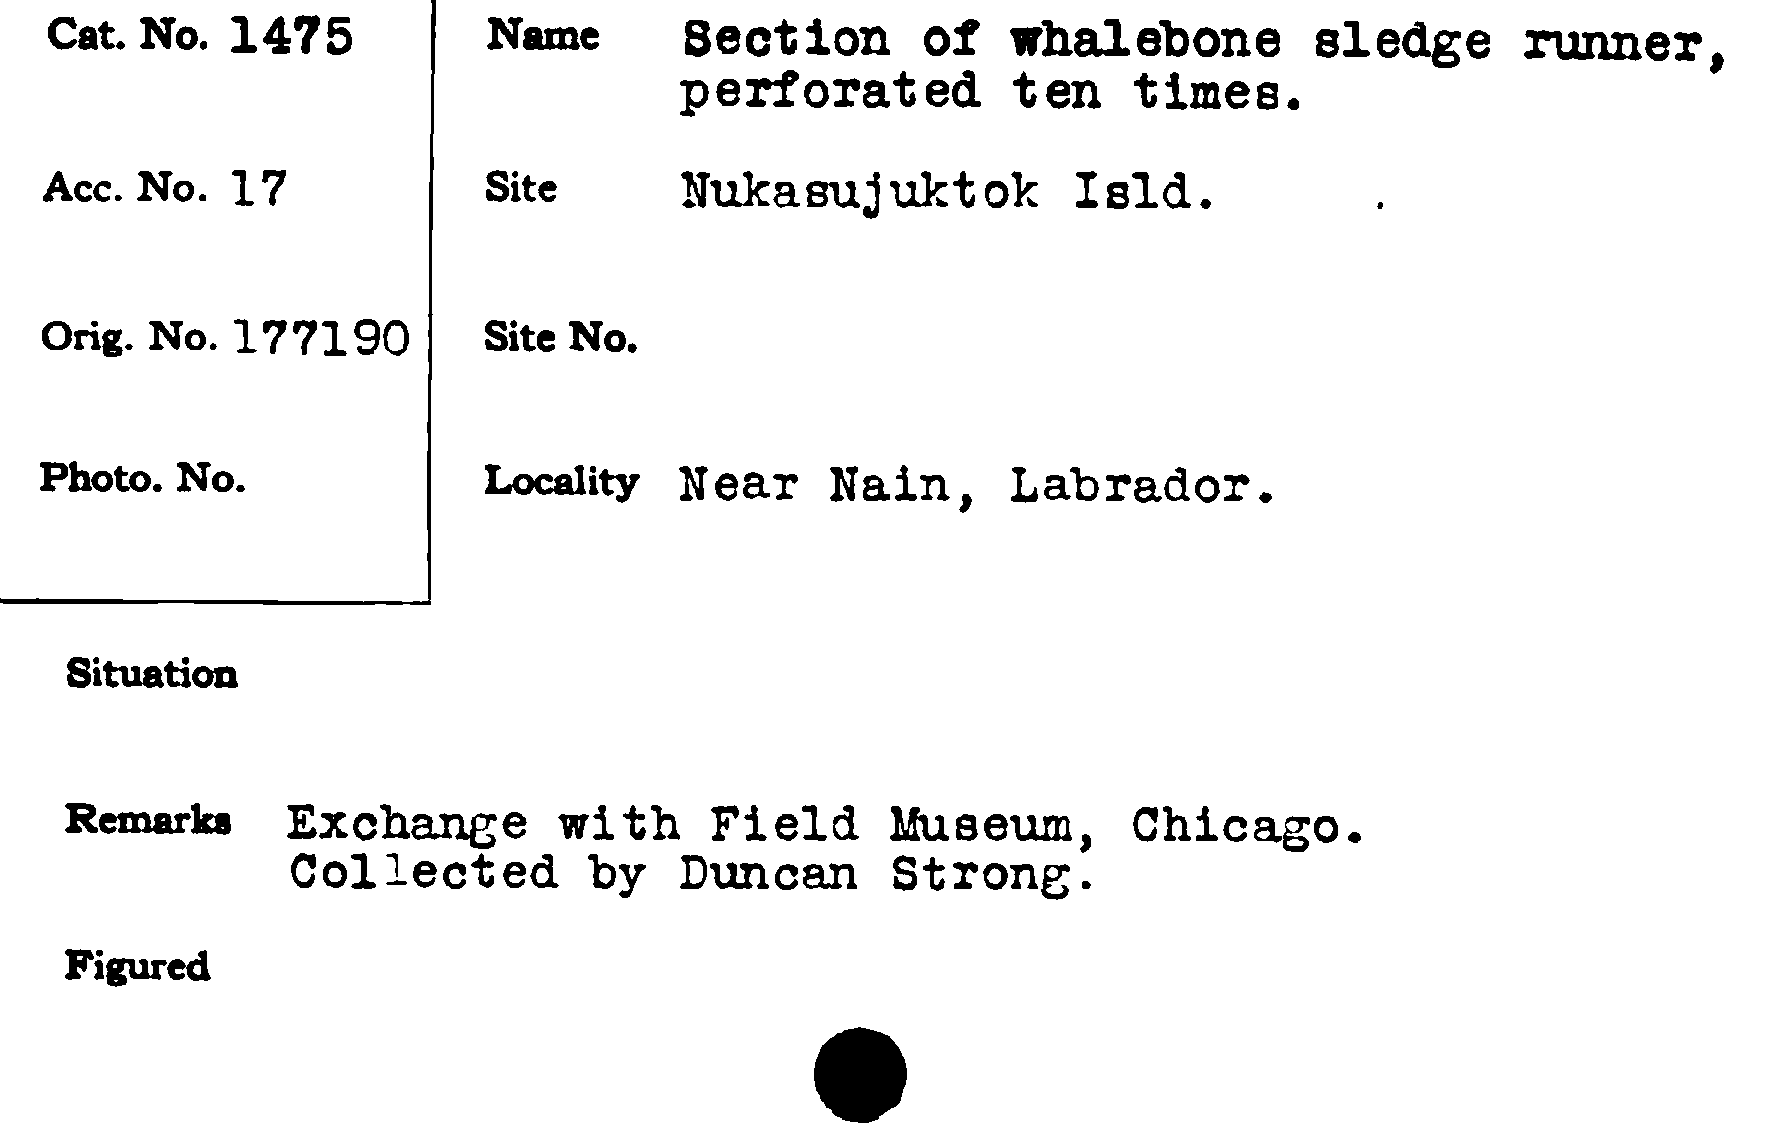 Cat. No. 1475
Name Section of whalebone sledge runner,
perforated ten times.
Acc. No. 17
Site Nukasujuktok Isld.
Orig. No. 177190
Site No.
Photo. No.
Locality Near Nain, Labrador.
Situation
Remarks Exchange with Field Museum, Chicago.
Collected by Duncan Strong.
Figured